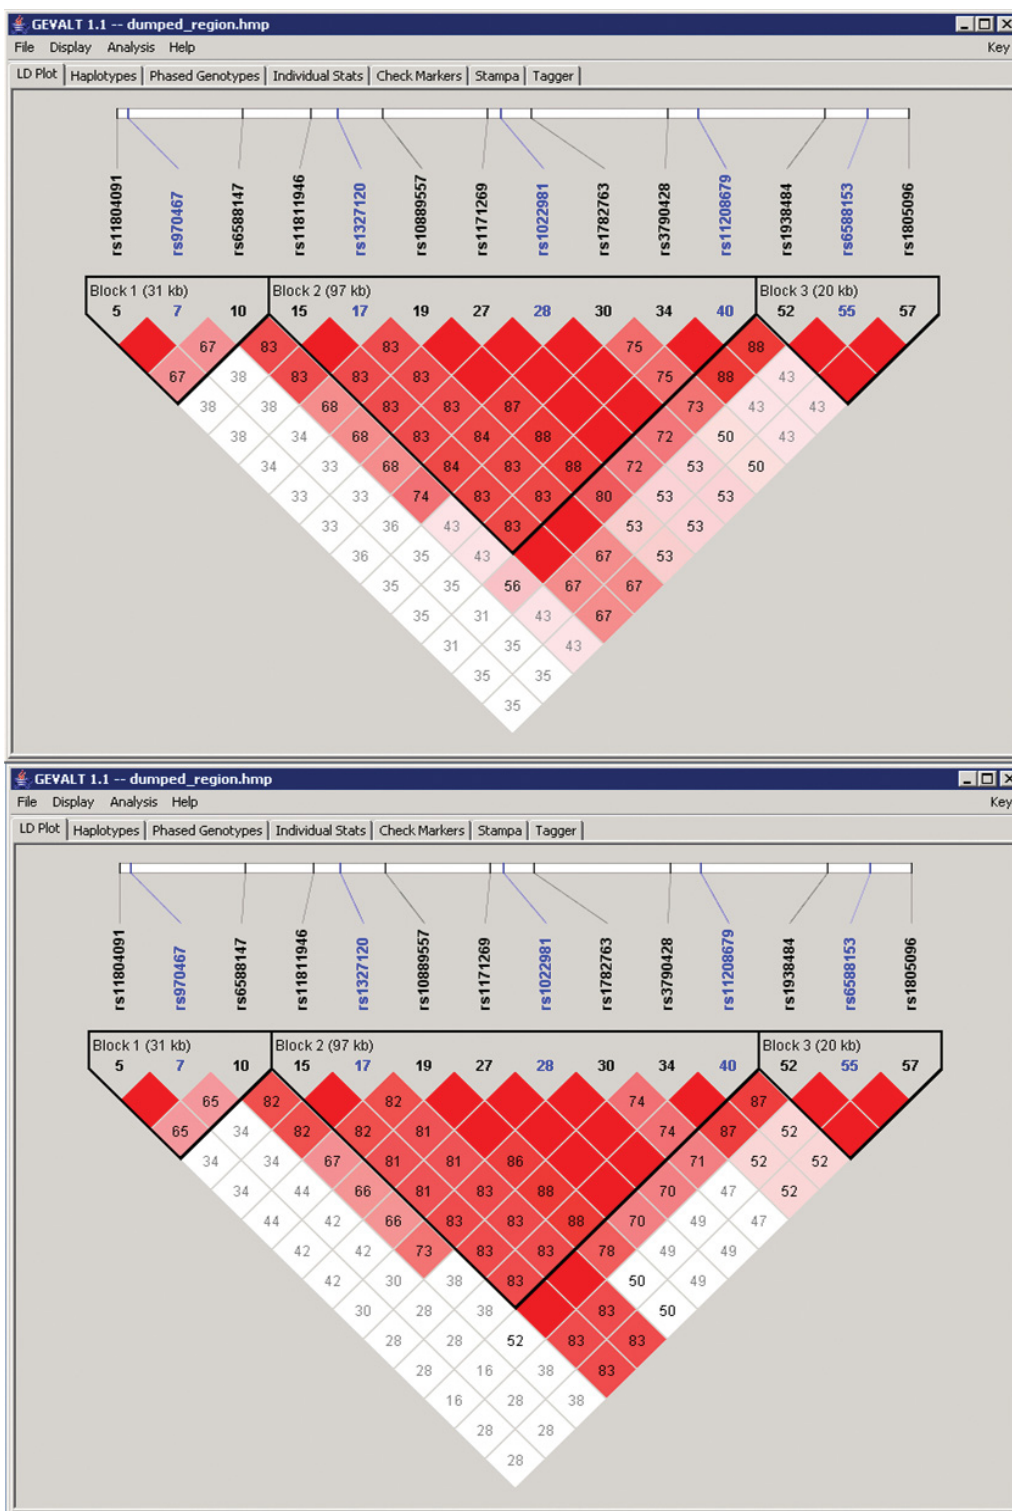 GEVALT 1.1 -- dumped_region.hmp
File Display Analysis Help Key
LD Plot Haplotypes Phased Genotypes Individual Stats Check Markers Stampa Tagger
rs11804091 rs970467 rs6588147 rs11811946 rs1327120 rs10889557 rs1171269 rs1022981 rs1782763 rs3790428 rs11208679 rs1938484 rs6588153 rs1805096
Block 1 (31 kb) Block 2 (97 kb) Block 3 (20 kb)
5 7 10 15 17 19 27 28 30 34 40 52 55 57
67 83 83 75 88
67 38 83 83 83 75 88 43
38 38 68 83 83 87 73 43 43
38 34 68 83 84 88 72 50 43
34 33 68 84 83 88 72 53 50
33 33 74 83 83 80 53 53
33 36 43 83 53 53
36 35 43 67 53
35 35 56 67 67
35 31 43 67
31 35 43
35 35
35
GEVALT 1.1 -- dumped_region.hmp
File Display Analysis Help Key
LD Plot Haplotypes Phased Genotypes Individual Stats Check Markers Stampa Tagger
rs11804091 rs970467 rs6588147 rs11811946 rs1327120 rs10889557 rs1171269 rs1022981 rs1782763 rs3790428 rs11208679 rs1938484 rs6588153 rs1805096
Block 1 (31 kb) Block 2 (97 kb) Block 3 (20 kb)
5 7 10 15 17 19 27 28 30 34 40 52 55 57
65 82 82 74 87
65 34 82 82 81 74 87 52
34 34 67 81 81 86 71 52 52
34 44 66 81 83 88 70 47 52
44 42 66 83 83 88 70 49 47
42 42 73 83 83 78 49 49
42 30 38 83 50 49
30 28 38 83 50
28 28 52 83 83
28 16 38 83
16 28 38
28 28
28